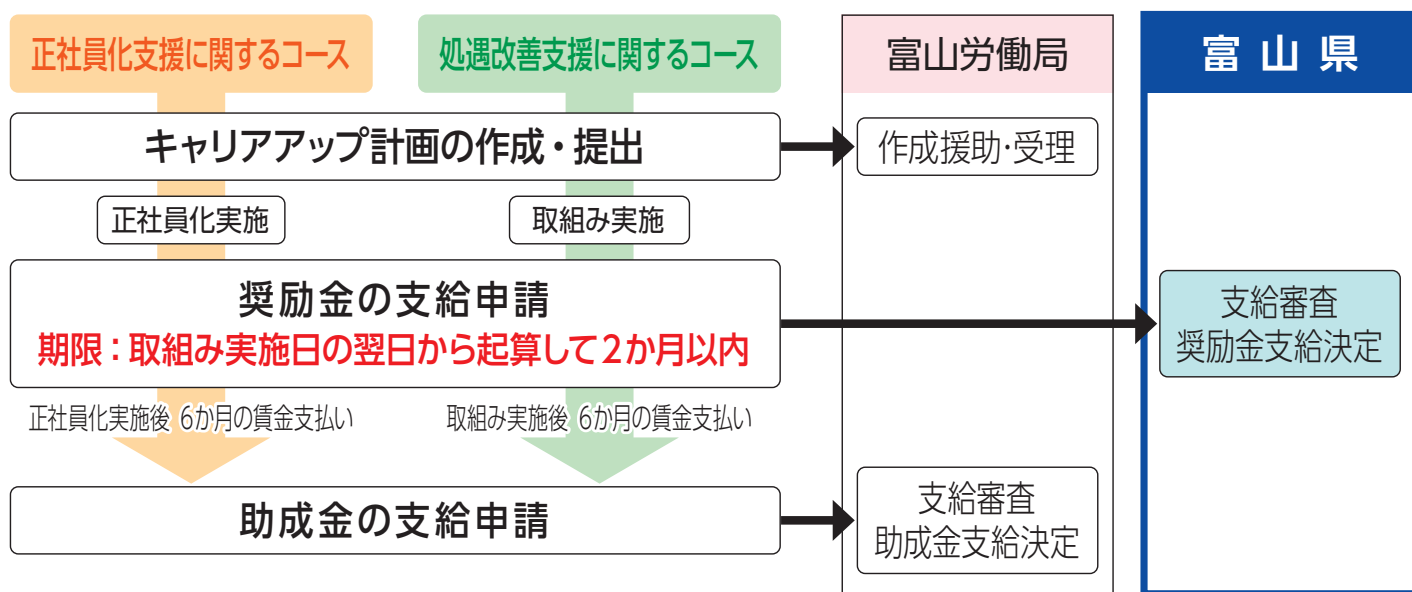 正社員化支援に関するコース
処遇改善支援に関するコース
富山労働局
富山県
キャリアアップ計画の作成・提出
作成援助・受理
正社員化実施
取組み実施
奨励金の支給申請
期限：取組み実施日の翌日から起算して2か月以内
支給審査
奨励金支給決定
正社員化実施後 6か月の賃金支払い
取組み実施後 6か月の賃金支払い
助成金の支給申請
支給審査
助成金支給決定